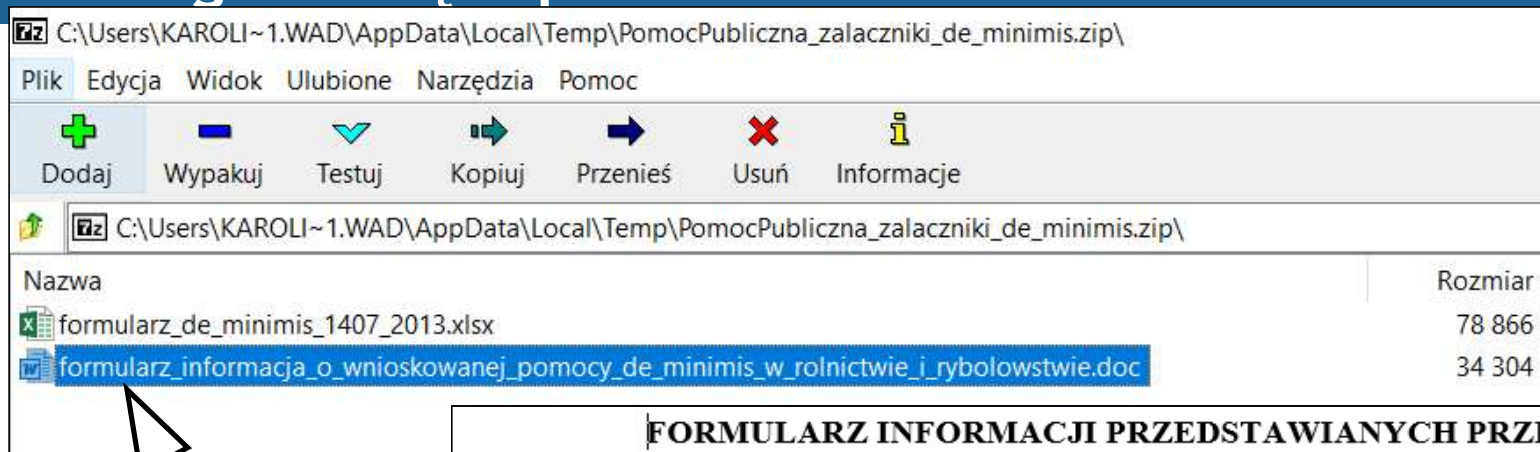 C:\Users\KAROLI~1.WAD\AppData\Local\Temp\PomocPubliczna_zalaczniki_de_minimis.zip\
Plik Edycja Widok Ulubione Narzędzia Pomoc
Dodaj Wypakuj Testuj Kopiuj Przenieś Usuń Informacje
C:\Users\KAROLI~1.WAD\AppData\Local\Temp\PomocPubliczna_zalaczniki_de_minimis.zip\
Nazwa Rozmiar
formularz_de_minimis_1407_2013.xlsx 78 866
formularz_informacja_o_wnioskowanej_pomocy_de_minimis_w_rolnictwie_i_rybolowstwie.doc 34 304
FORMULARZ INFORMACJI PRZEDSTAWIANYCH